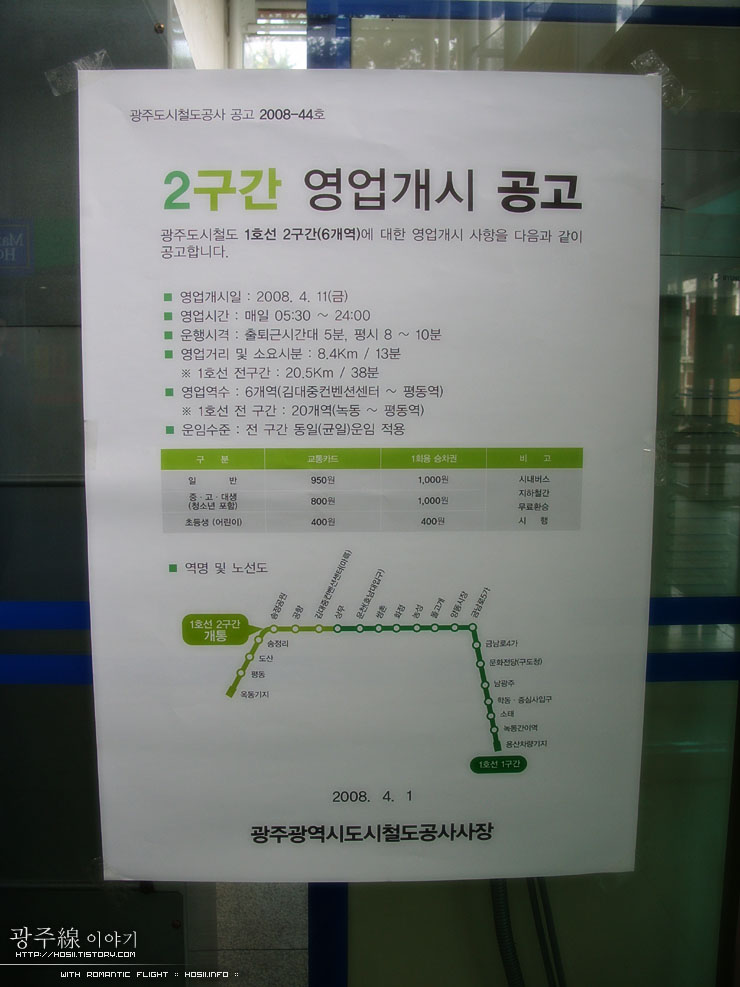 광주도시철도공사 공고 2008-44호
2구간 영업개시 공고
광주도시철도 1호선 2구간(6개역)에 대한 영업개시 사항을 다음과 같이
공고합니다.
■ 영업개시일 : 2008. 4. 11(금)
■ 영업시간 : 매일 05:30 ~ 24:00
■ 운행시격 : 출퇴근시간대 5분, 평시 8 ~ 10분
■ 영업거리 및 소요시분 : 8.4Km / 13분
※ 1호선 전구간 : 20.5Km / 38분
■ 영업역수 : 6개역(김대중컨벤션센터 ~ 평동역)
※ 1호선 전 구간 : 20개역(녹동 ~ 평동역)
■ 운임수준 : 전 구간 동일(균일)운임 적용
구 분 교통카드 1회용 승차권 비 고
일 반 950원 1,000원 시내버스
중·고·대생 800원 1,000원 지하철간
(청소년 포함) 무료환승
초등생 (어린이) 400원 400원 시 행
■ 역명 및 노선도
송정공원
공항
김대중컨벤션센터(마륵)
상무
운천(호남대입구)
쌍촌
화정
농성
돌고개
양동시장
금남로5가
1호선 2구간
개통
송정리
도산
평동
옥동기지
금남로4가
문화전당(구도청)
남광주
학동·증심사입구
소태
녹동간이역
용산차량기지
1호선 1구간
2008. 4. 1
광주광역시도시철도공사사장
광주線 이야기
HTTP://HOSII.TISTORY.COM
WITH ROMANTIC FLIGHT :: HOSII.INFO ::